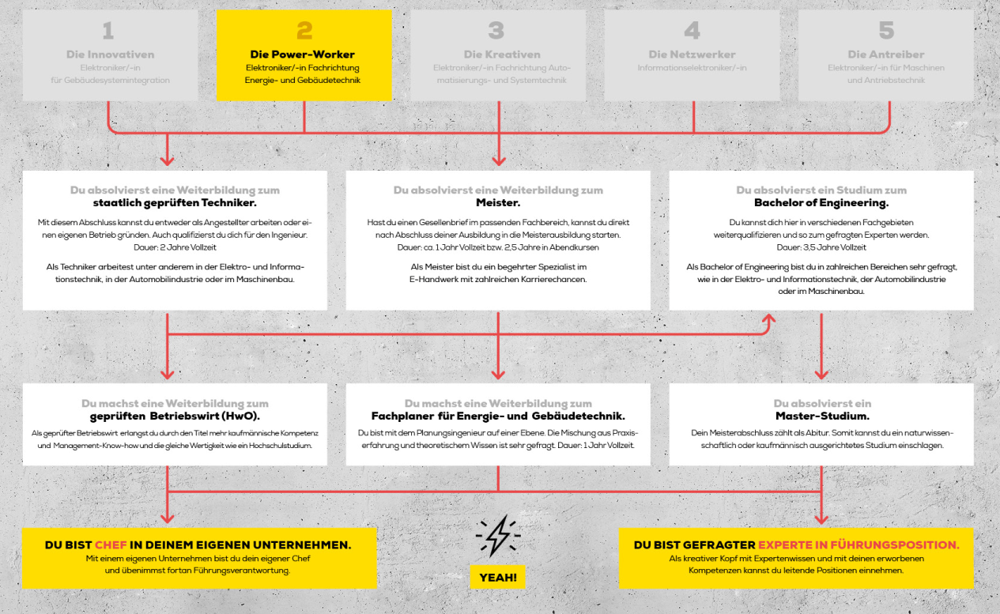 1
Die Innovativen
Elektroniker/-in
für Gebäudesystemintegration
2
Die Power-Worker
Elektroniker/-in Fachrichtung
Energie- und Gebäudetechnik
3
Die Kreativen
Elektroniker/-in Fachrichtung Auto-
matisierungs- und Systemtechnik
4
Die Netzwerker
Informationselektroniker/-in
5
Die Antreiber
Elektroniker/-in für Maschinen
und Antriebstechnik
Du absolvierst eine Weiterbildung zum
staatlich geprüften Techniker.
Mit diesem Abschluss kannst du entweder als Angestellter arbeiten oder ei-
nen eigenen Betrieb gründen. Auch qualifizierst du dich für den Ingenieur.
Dauer: 2 Jahre Vollzeit
Als Techniker arbeitest unter anderem in der Elektro- und Informa-
tionstechnik, in der Automobilindustrie oder im Maschinenbau.
Du absolvierst eine Weiterbildung zum
Meister.
Hast du einen Gesellenbrief im passenden Fachbereich, kannst du direkt
nach Abschluss deiner Ausbildung in die Meisterausbildung starten.
Dauer: ca. 1 Jahr Vollzeit bzw. 2,5 Jahre in Abendkursen
Als Meister bist du ein begehrter Spezialist im
E-Handwerk mit zahlreichen Karrierechancen.
Du absolvierst ein Studium zum
Bachelor of Engineering.
Du kannst dich hier in verschiedenen Fachgebieten
weiterqualifizieren und so zum gefragten Experten werden.
Dauer: 3,5 Jahre Vollzeit
Als Bachelor of Engineering bist du in zahlreichen Bereichen sehr gefragt,
wie in der Elektro- und Informationstechnik, der Automobilindustrie
oder im Maschinenbau.
Du machst eine Weiterbildung zum
geprüften Betriebswirt (HwO).
Als geprüfter Betriebswirt erlangst du durch den Titel mehr kaufmännische Kompetenz
und Management-Know-how und die gleiche Wertigkeit wie ein Hochschulstudium.
Du machst eine Weiterbildung zum
Fachplaner für Energie- und Gebäudetechnik.
Du bist mit dem Planungsingenieur auf einer Ebene. Die Mischung aus Praxis-
erfahrung und theoretischem Wissen ist sehr gefragt. Dauer: 1 Jahr Vollzeit.
Du absolvierst ein
Master-Studium.
Dein Meisterabschluss zählt als Abitur. Somit kannst du ein naturwissen-
schaftlich oder kaufmännisch ausgerichtetes Studium einschlagen.
DU BIST CHEF IN DEINEM EIGENEN UNTERNEHMEN.
Mit einem eigenen Unternehmen bist du dein eigener Chef
und übenimmst fortan Führungsverantwortung.
YEAH!
DU BIST GEFRAGTER EXPERTE IN FÜHRUNGSPOSITION.
Als kreativer Kopf mit Expertenwissen und mit deinen erworbenen
Kompetenzen kannst du leitende Positionen einnehmen.